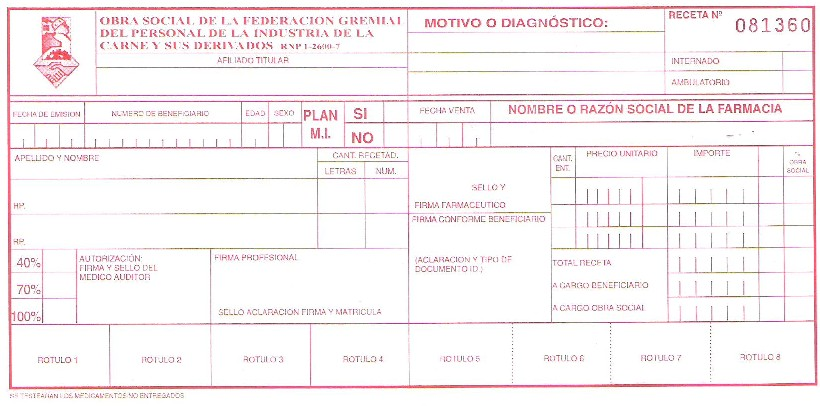 OBRA SOCIAL DE LA FEDERACION GREMIAL
DEL PERSONAL DE LA INDUSTRIA DE LA
CARNE Y SUS DERIVADOS RNP 1-2600-7
AFILIADO TITULAR
MOTIVO O DIAGNÓSTICO:
RECETA Nº 081360
INTERNADO
AMBULATORIO
FECHA DE EMISION NUMERO DE BENEFICIARIO EDAD SEXO
PLAN M.I.
SI
NO
FECHA VENTA
NOMBRE O RAZÓN SOCIAL DE LA FARMACIA
APELLIDO Y NOMBRE
CANT. RECETAD.
LETRAS NUM.
RP.
RP.
SELLO Y
FIRMA FARMACEUTICO
FIRMA CONFORME BENEFICIARIO
(ACLARACION Y TIPO DE
DOCUMENTO ID.)
CANT. ENT.
PRECIO UNITARIO
IMPORTE
% OBRA SOCIAL
TOTAL RECETA
A CARGO BENEFICIARIO
A CARGO OBRA SOCIAL
40%
70%
100%
AUTORIZACIÓN:
FIRMA Y SELLO DEL
MEDICO AUDITOR
FIRMA PROFESIONAL
SELLO ACLARACION FIRMA Y MATRICULA
ROTULO 1 ROTULO 2 ROTULO 3 ROTULO 4 ROTULO 5 ROTULO 6 ROTULO 7 ROTULO 8
SE TESTEARAN LOS MEDICAMENTOS NO ENTREGADOS